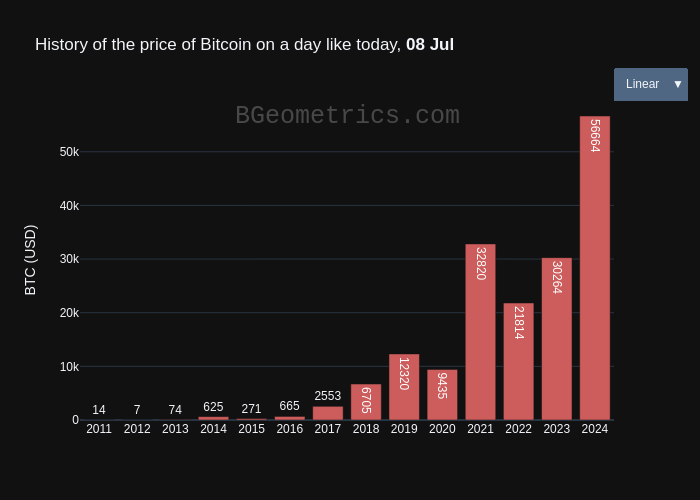 History of the price of Bitcoin on a day like today, 08 Jul
Linear ▼
BGeometrics.com
BTC (USD)
50k
40k
30k
20k
10k
0
14
7
74
625
271
665
2553
6705
12320
9435
32820
21814
30264
56664
2011 2012 2013 2014 2015 2016 2017 2018 2019 2020 2021 2022 2023 2024